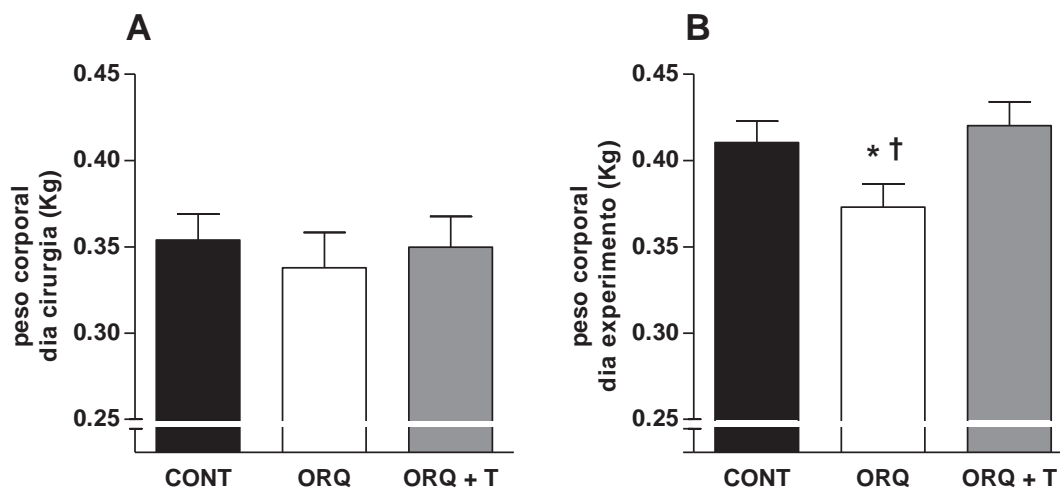 A
peso corporal
dia cirurgia (Kg)
0.45
0.40
0.35
0.30
0.25
CONT ORQ ORQ + T
B
peso corporal
dia experimento (Kg)
0.45
0.40
0.35
0.30
0.25
* †
CONT ORQ ORQ + T